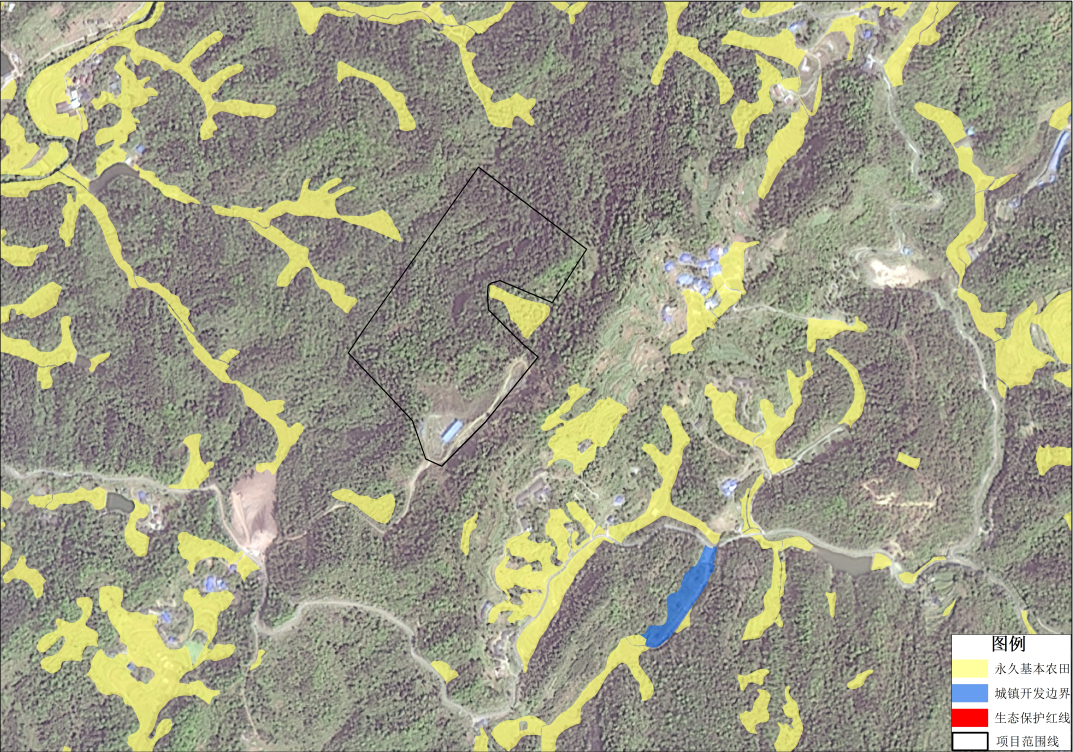 图例
永久基本农田
城镇开发边界
生态保护红线
项目范围线